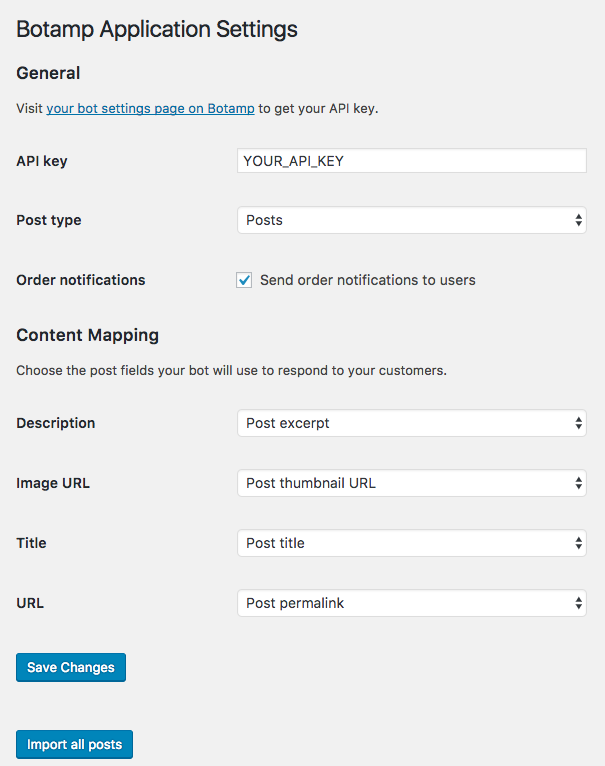 Botamp Application Settings
General
Visit your bot settings page on Botamp to get your API key.
API key YOUR_API_KEY
Post type Posts
Order notifications Send order notifications to users
Content Mapping
Choose the post fields your bot will use to respond to your customers.
Description Post excerpt
Image URL Post thumbnail URL
Title Post title
URL Post permalink
Save Changes
Import all posts